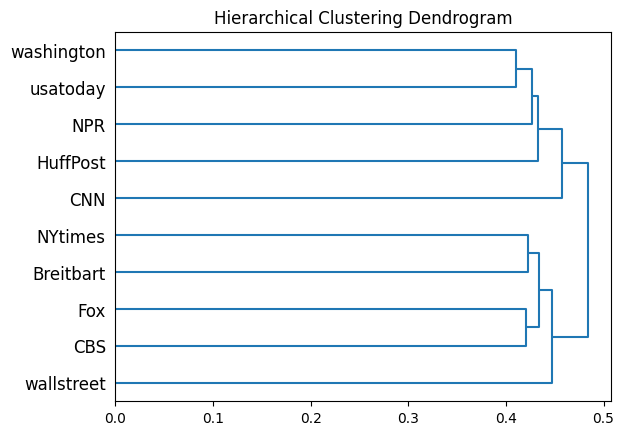 Hierarchical Clustering Dendrogram
washington
usatoday
NPR
HuffPost
CNN
NYtimes
Breitbart
Fox
CBS
wallstreet
0.0 0.1 0.2 0.3 0.4 0.5